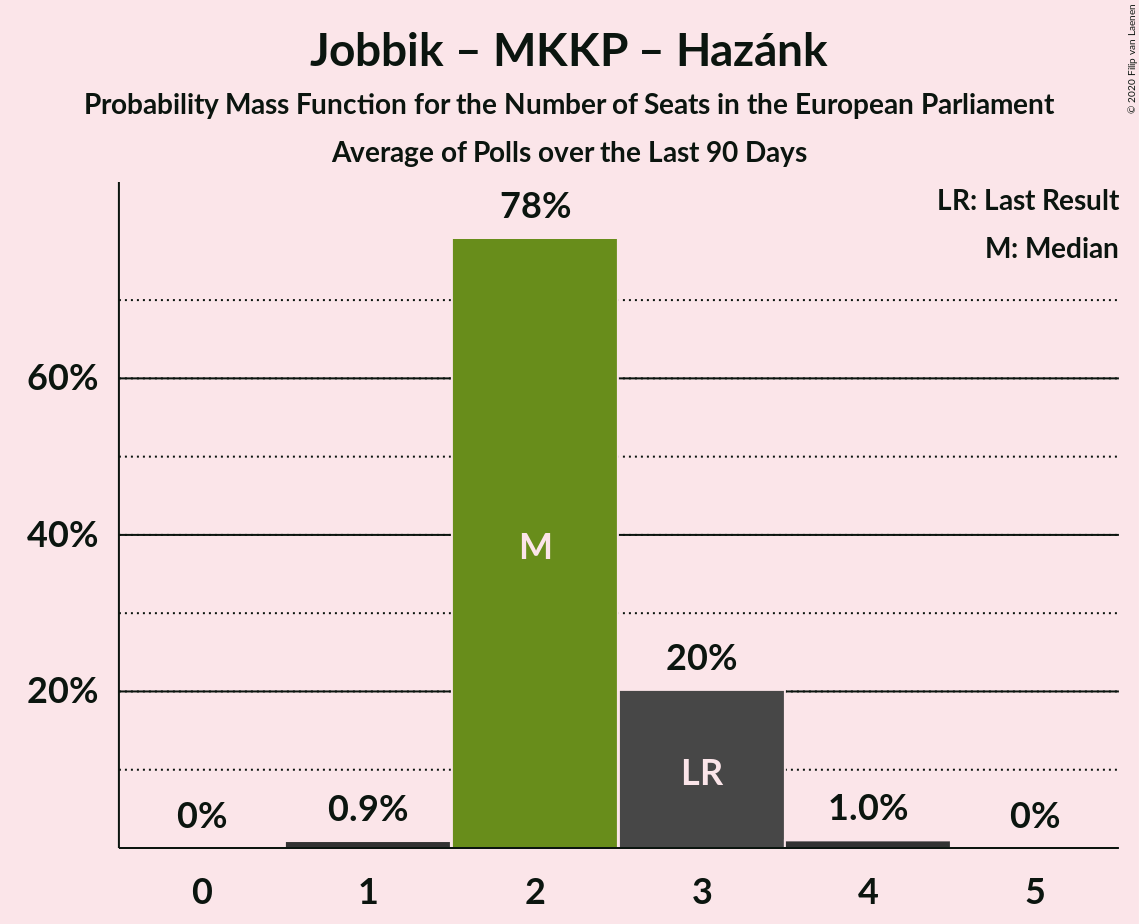 Jobbik – MKKP – Hazánk
Probability Mass Function for the Number of Seats in the European Parliament
Average of Polls over the Last 90 Days
© 2020 Filip van Laenen
LR: Last Result
M: Median
78%
60%
M
40%
20%
20%
LR
0%
0.9%
1.0%
0%
0 1 2 3 4 5